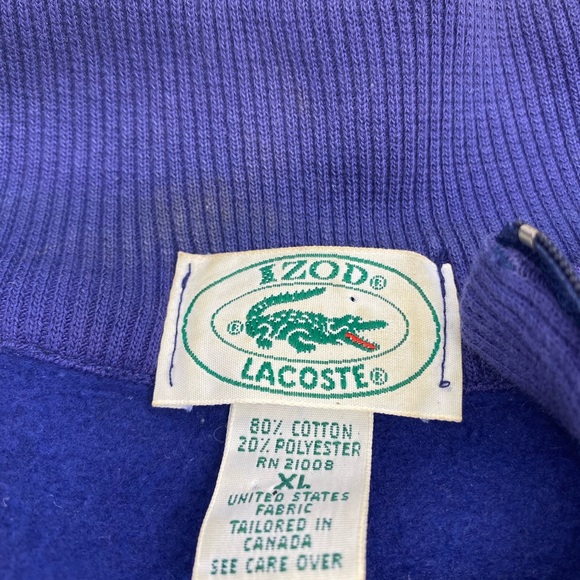 IZOD®
®
LACOSTE®
80% COTTON
20% POLYESTER
RN 21008
XL
UNITED STATES
FABRIC
TAILORED IN
CANADA
SEE CARE OVER